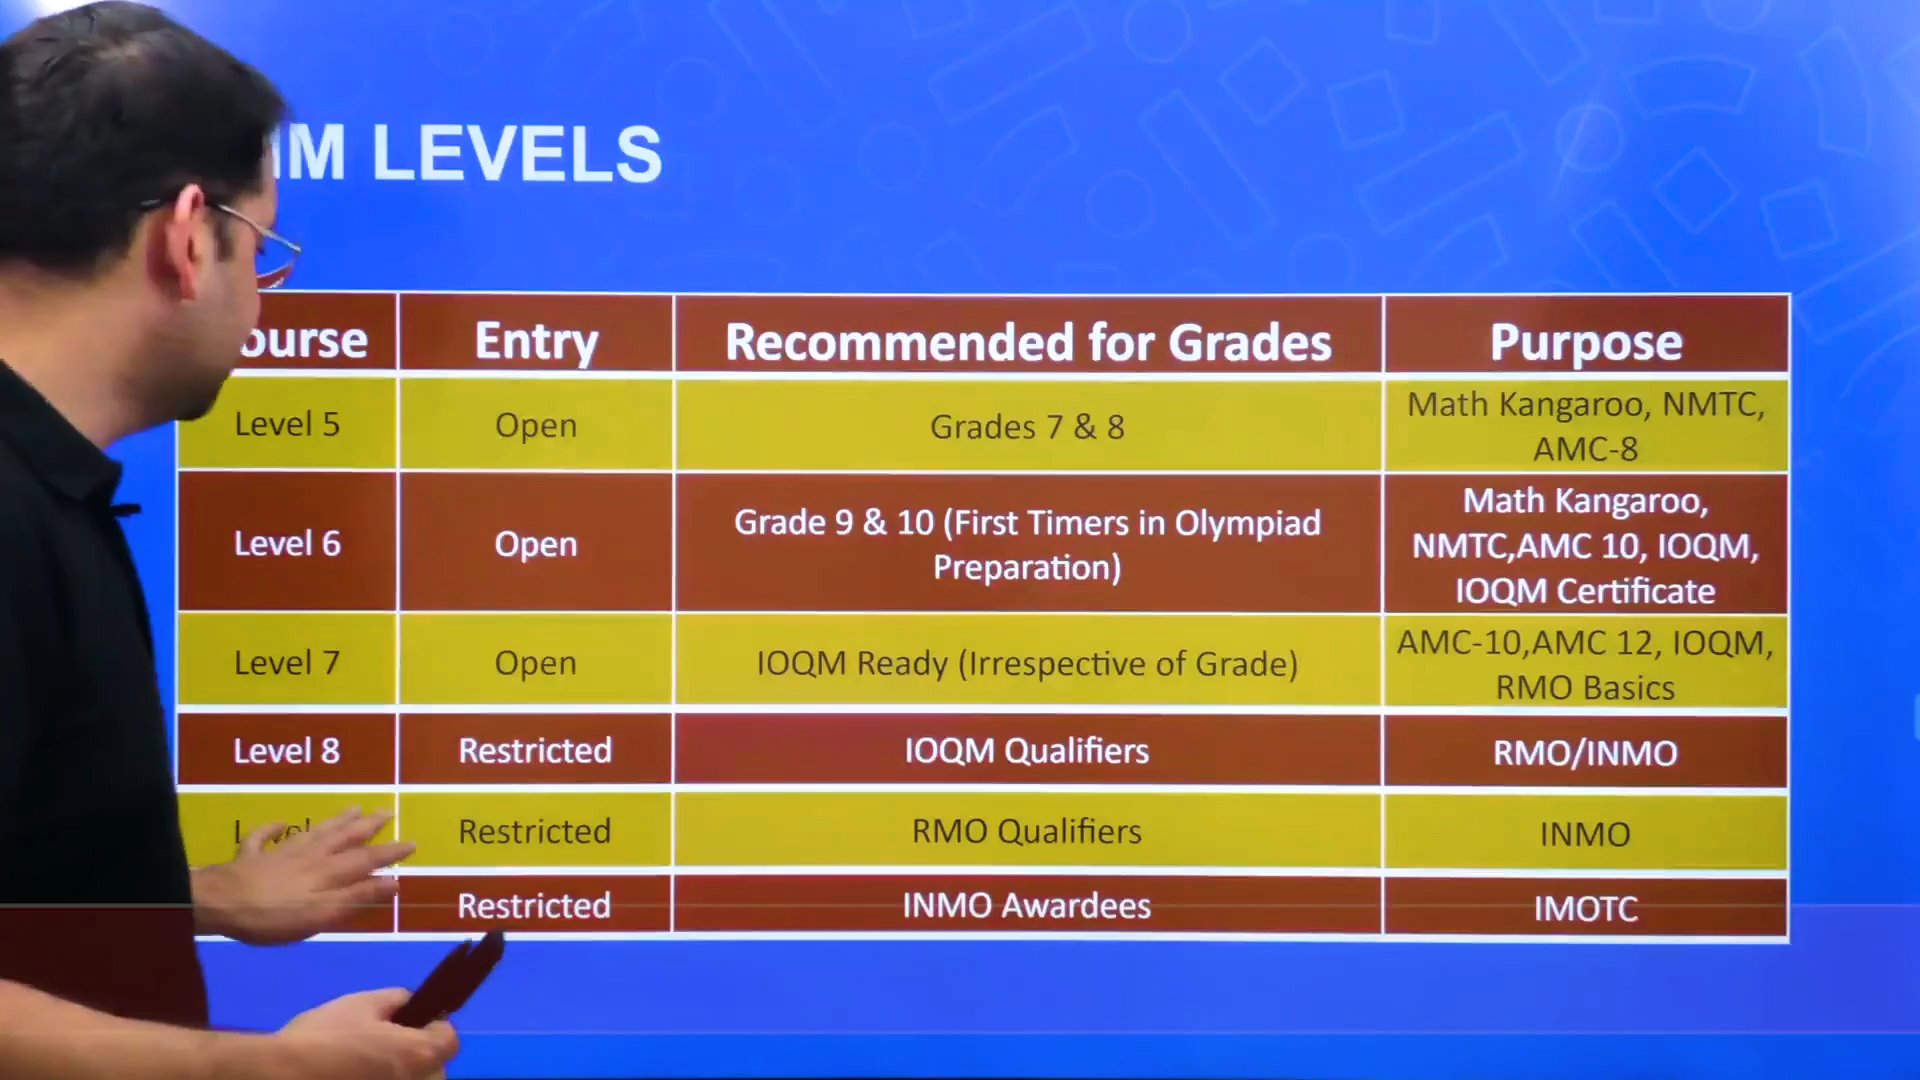 LEVELS
Entry
Recommended for Grades
Purpose
Level 5
Open
Grades 7 & 8
Math Kangaroo, NMTC,
AMC-8
Level 6
Open
Grade 9 & 10 (First Timers in Olympiad
Preparation)
Math Kangaroo,
NMTC,AMC 10, IOQM,
IOQM Certificate
Level 7
Open
IOQM Ready (Irrespective of Grade)
AMC-10,AMC 12, IOQM,
RMO Basics
Level 8
Restricted
IOQM Qualifiers
RMO/INMO
Restricted
RMO Qualifiers
INMO
Restricted
INMO Awardees
IMOTC